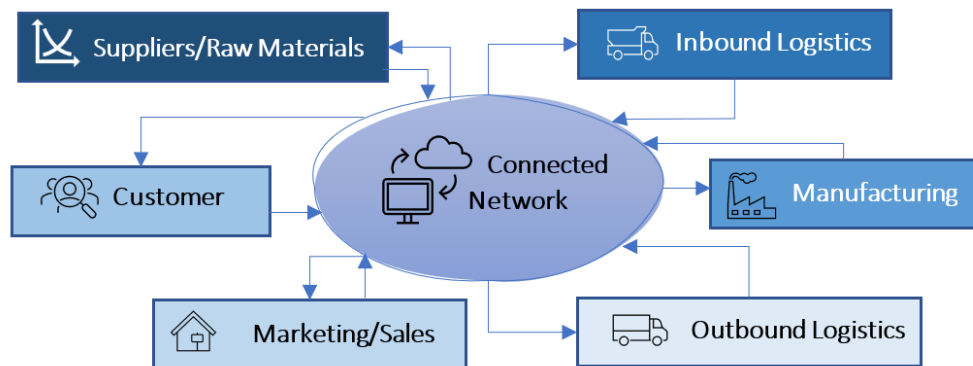 Suppliers/Raw Materials
Inbound Logistics
Customer
Connected
Network
Manufacturing
Marketing/Sales
Outbound Logistics